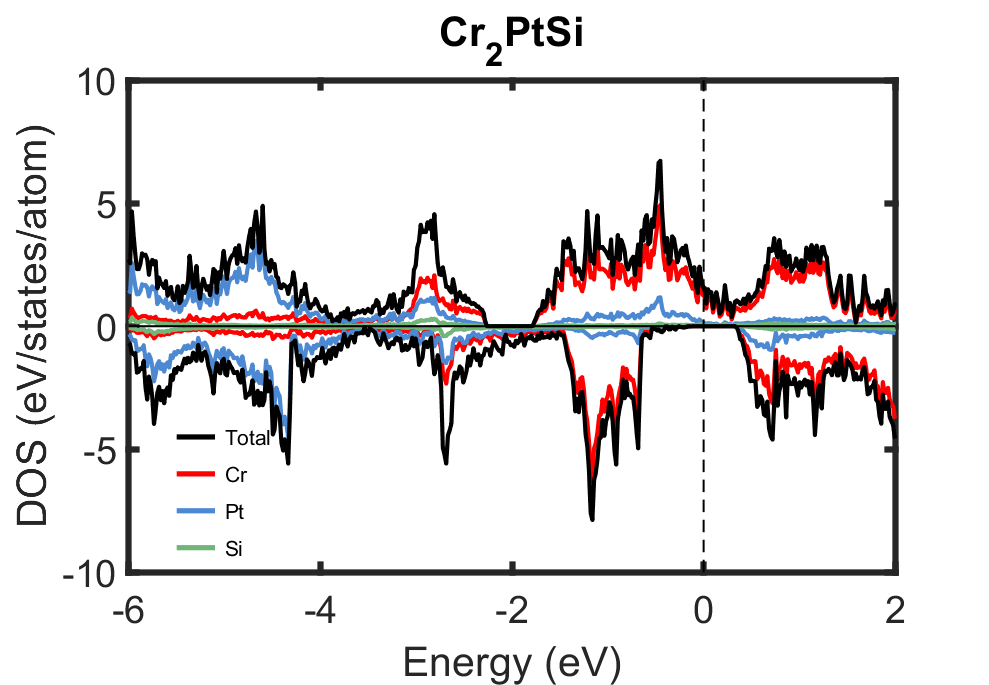 Cr2PtSi
10
5
0
-5
-10
DOS (eV/states/atom)
Total
Cr
Pt
Si
-6 -4 -2 0 2
Energy (eV)